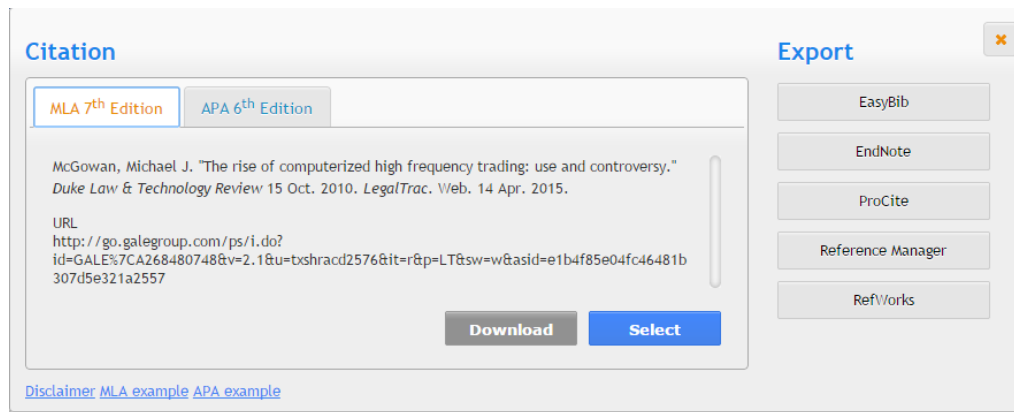 Citation
MLA 7th Edition
APA 6th Edition
McGowan, Michael J. "The rise of computerized high frequency trading: use and controversy."
Duke Law & Technology Review 15 Oct. 2010. LegalTrac. Web. 14 Apr. 2015.
URL
http://go.galegroup.com/ps/i.do?
id=GALE%7CA268480748&v=2.1&u=txshracd2576&it=r&p=LT&sw=w&asid=e1b4f85e04fc46481b
307d5e321a2557
Download
Select
Disclaimer MLA example APA example
Export
EasyBib
EndNote
ProCite
Reference Manager
RefWorks